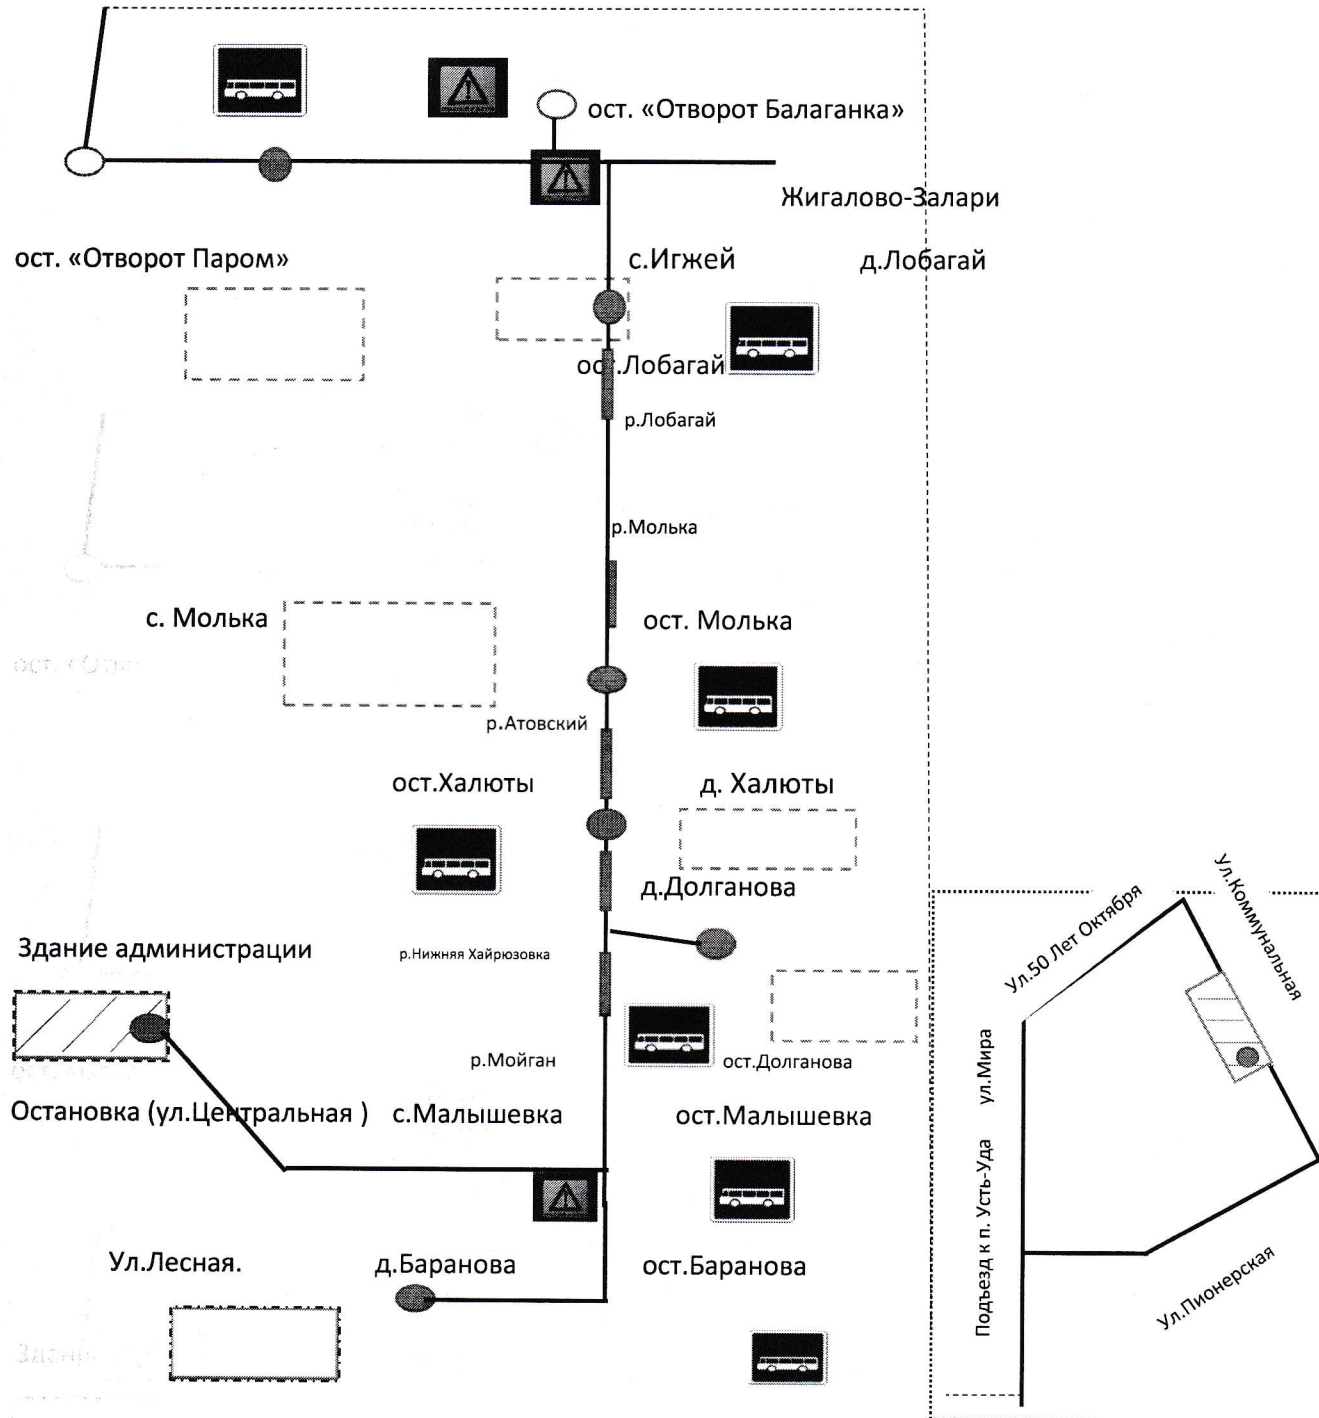 ост. «Отворот Балаганка»
Жигалово-Залари
ост. «Отворот Паром»
с.Игжей
д.Лобагай
ост.Лобагай
р.Лобагай
р.Молька
с. Молька
ост. Молька
р.Атовский
ост.Халюты
д. Халюты
д.Долганова
Здание администрации
р.Нижняя Хайрюзовка
р.Мойган
ост.Долганова
Остановка (ул.Центральная )
с.Малышевка
ост.Малышевка
Ул.Лесная.
д.Баранова
ост.Баранова
Ул.50 Лет Октября
Ул.Коммунальная
Подъезд к п. Усть-Уда ул.Мира
Ул.Пионерская